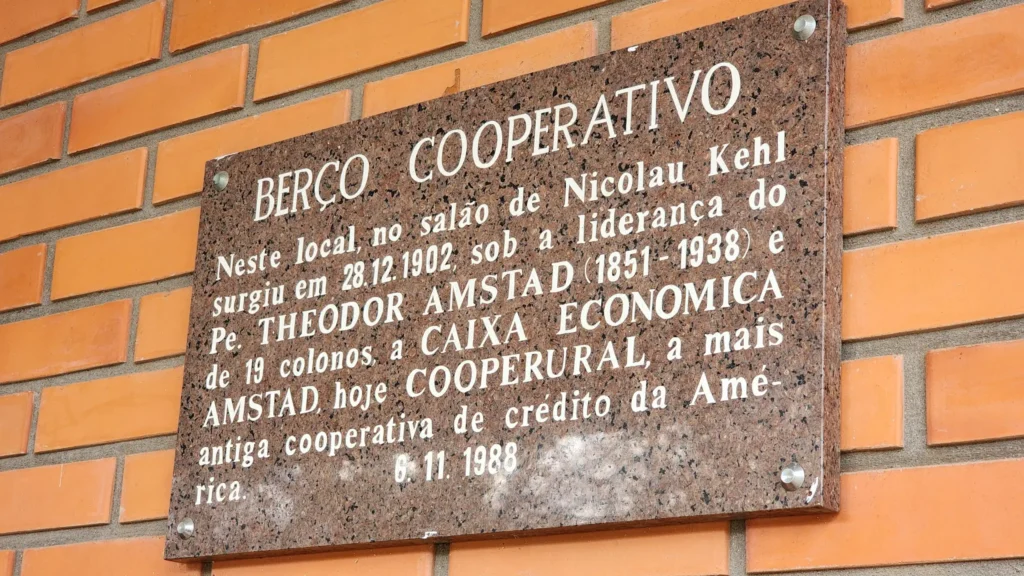 BERÇO COOPERATIVO
Neste local, no salão de Nicolau Kehl
surgiu em 28.12.1902, sob a liderança do
Pe. THEODOR AMSTAD (1851-1938) e
de 19 colonos, a CAIXA ECONOMICA
AMSTAD, hoje COOPERURAL, a mais
antiga cooperativa de crédito da Amé-
rica.
6. 11. 1988